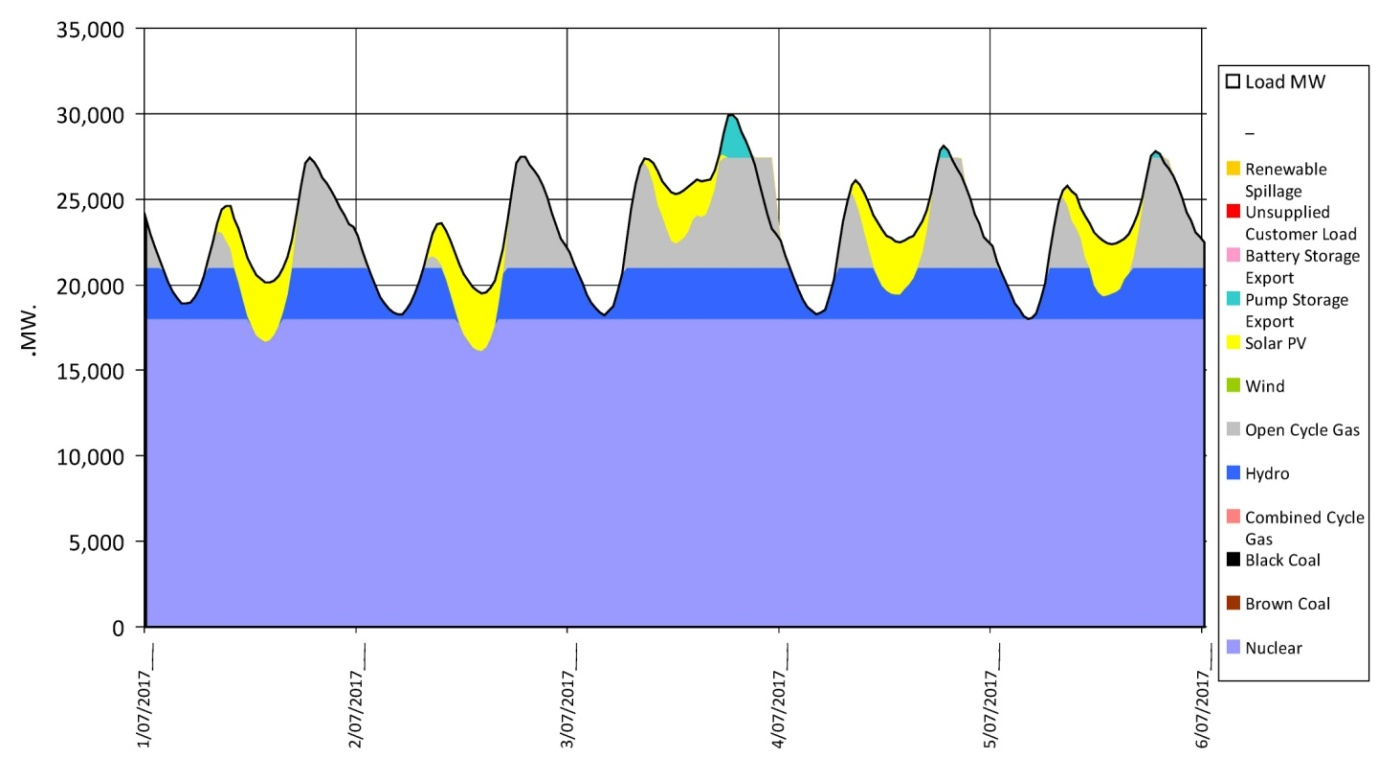 35,000
30,000
25,000
20,000
15,000
10,000
5,000
0
.MW.
1/07/2017
2/07/2017
3/07/2017
4/07/2017
5/07/2017
6/07/2017
Load MW
–
Renewable
Spillage
Unsupplied
Customer Load
Battery Storage
Export
Pump Storage
Export
Solar PV
Wind
Open Cycle Gas
Hydro
Combined Cycle
Gas
Black Coal
Brown Coal
Nuclear